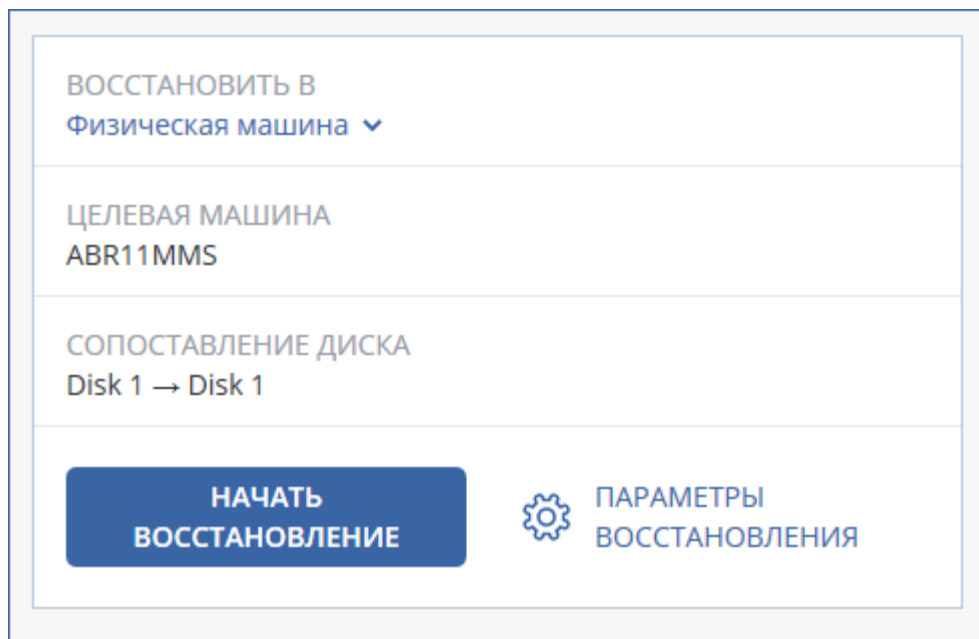 ВОССТАНОВИТЬ В
Физическая машина
ЦЕЛЕВАЯ МАШИНА
ABR11MMS
СОПОСТАВЛЕНИЕ ДИСКА
Disk 1 → Disk 1
НАЧАТЬ
ВОССТАНОВЛЕНИЕ
ПАРАМЕТРЫ
ВОССТАНОВЛЕНИЯ